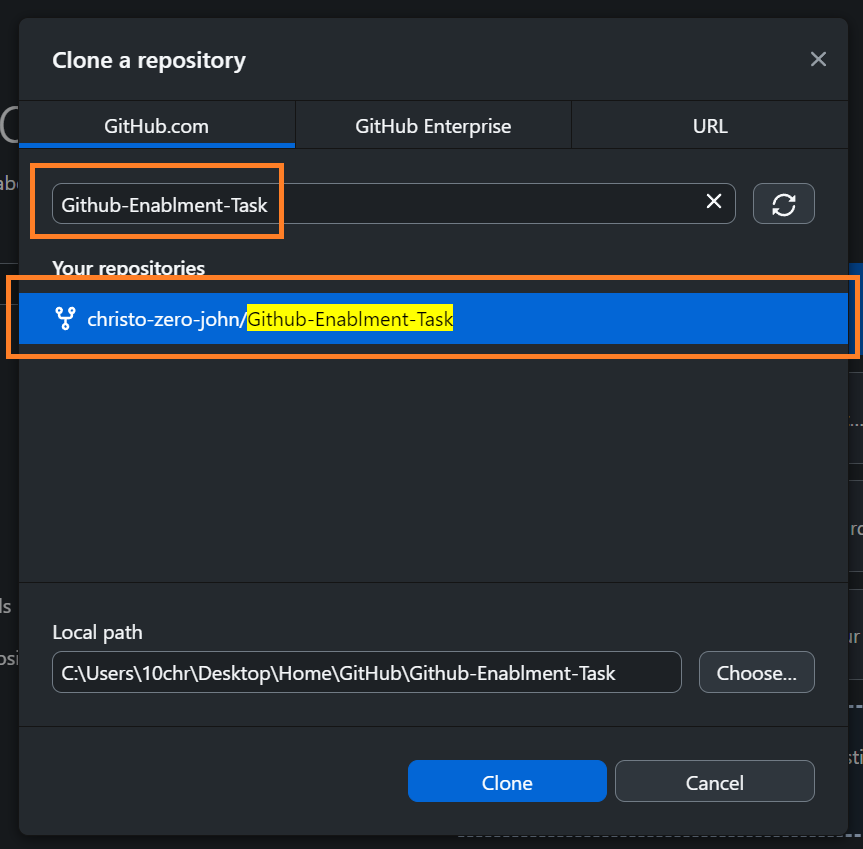 Clone a repository
GitHub.com
GitHub Enterprise
URL
Github-Enablment-Task
Your repositories
christo-zero-john/Github-Enablment-Task
Local path
C:\Users\10chr\Desktop\Home\GitHub\Github-Enablment-Task
Choose...
Clone
Cancel